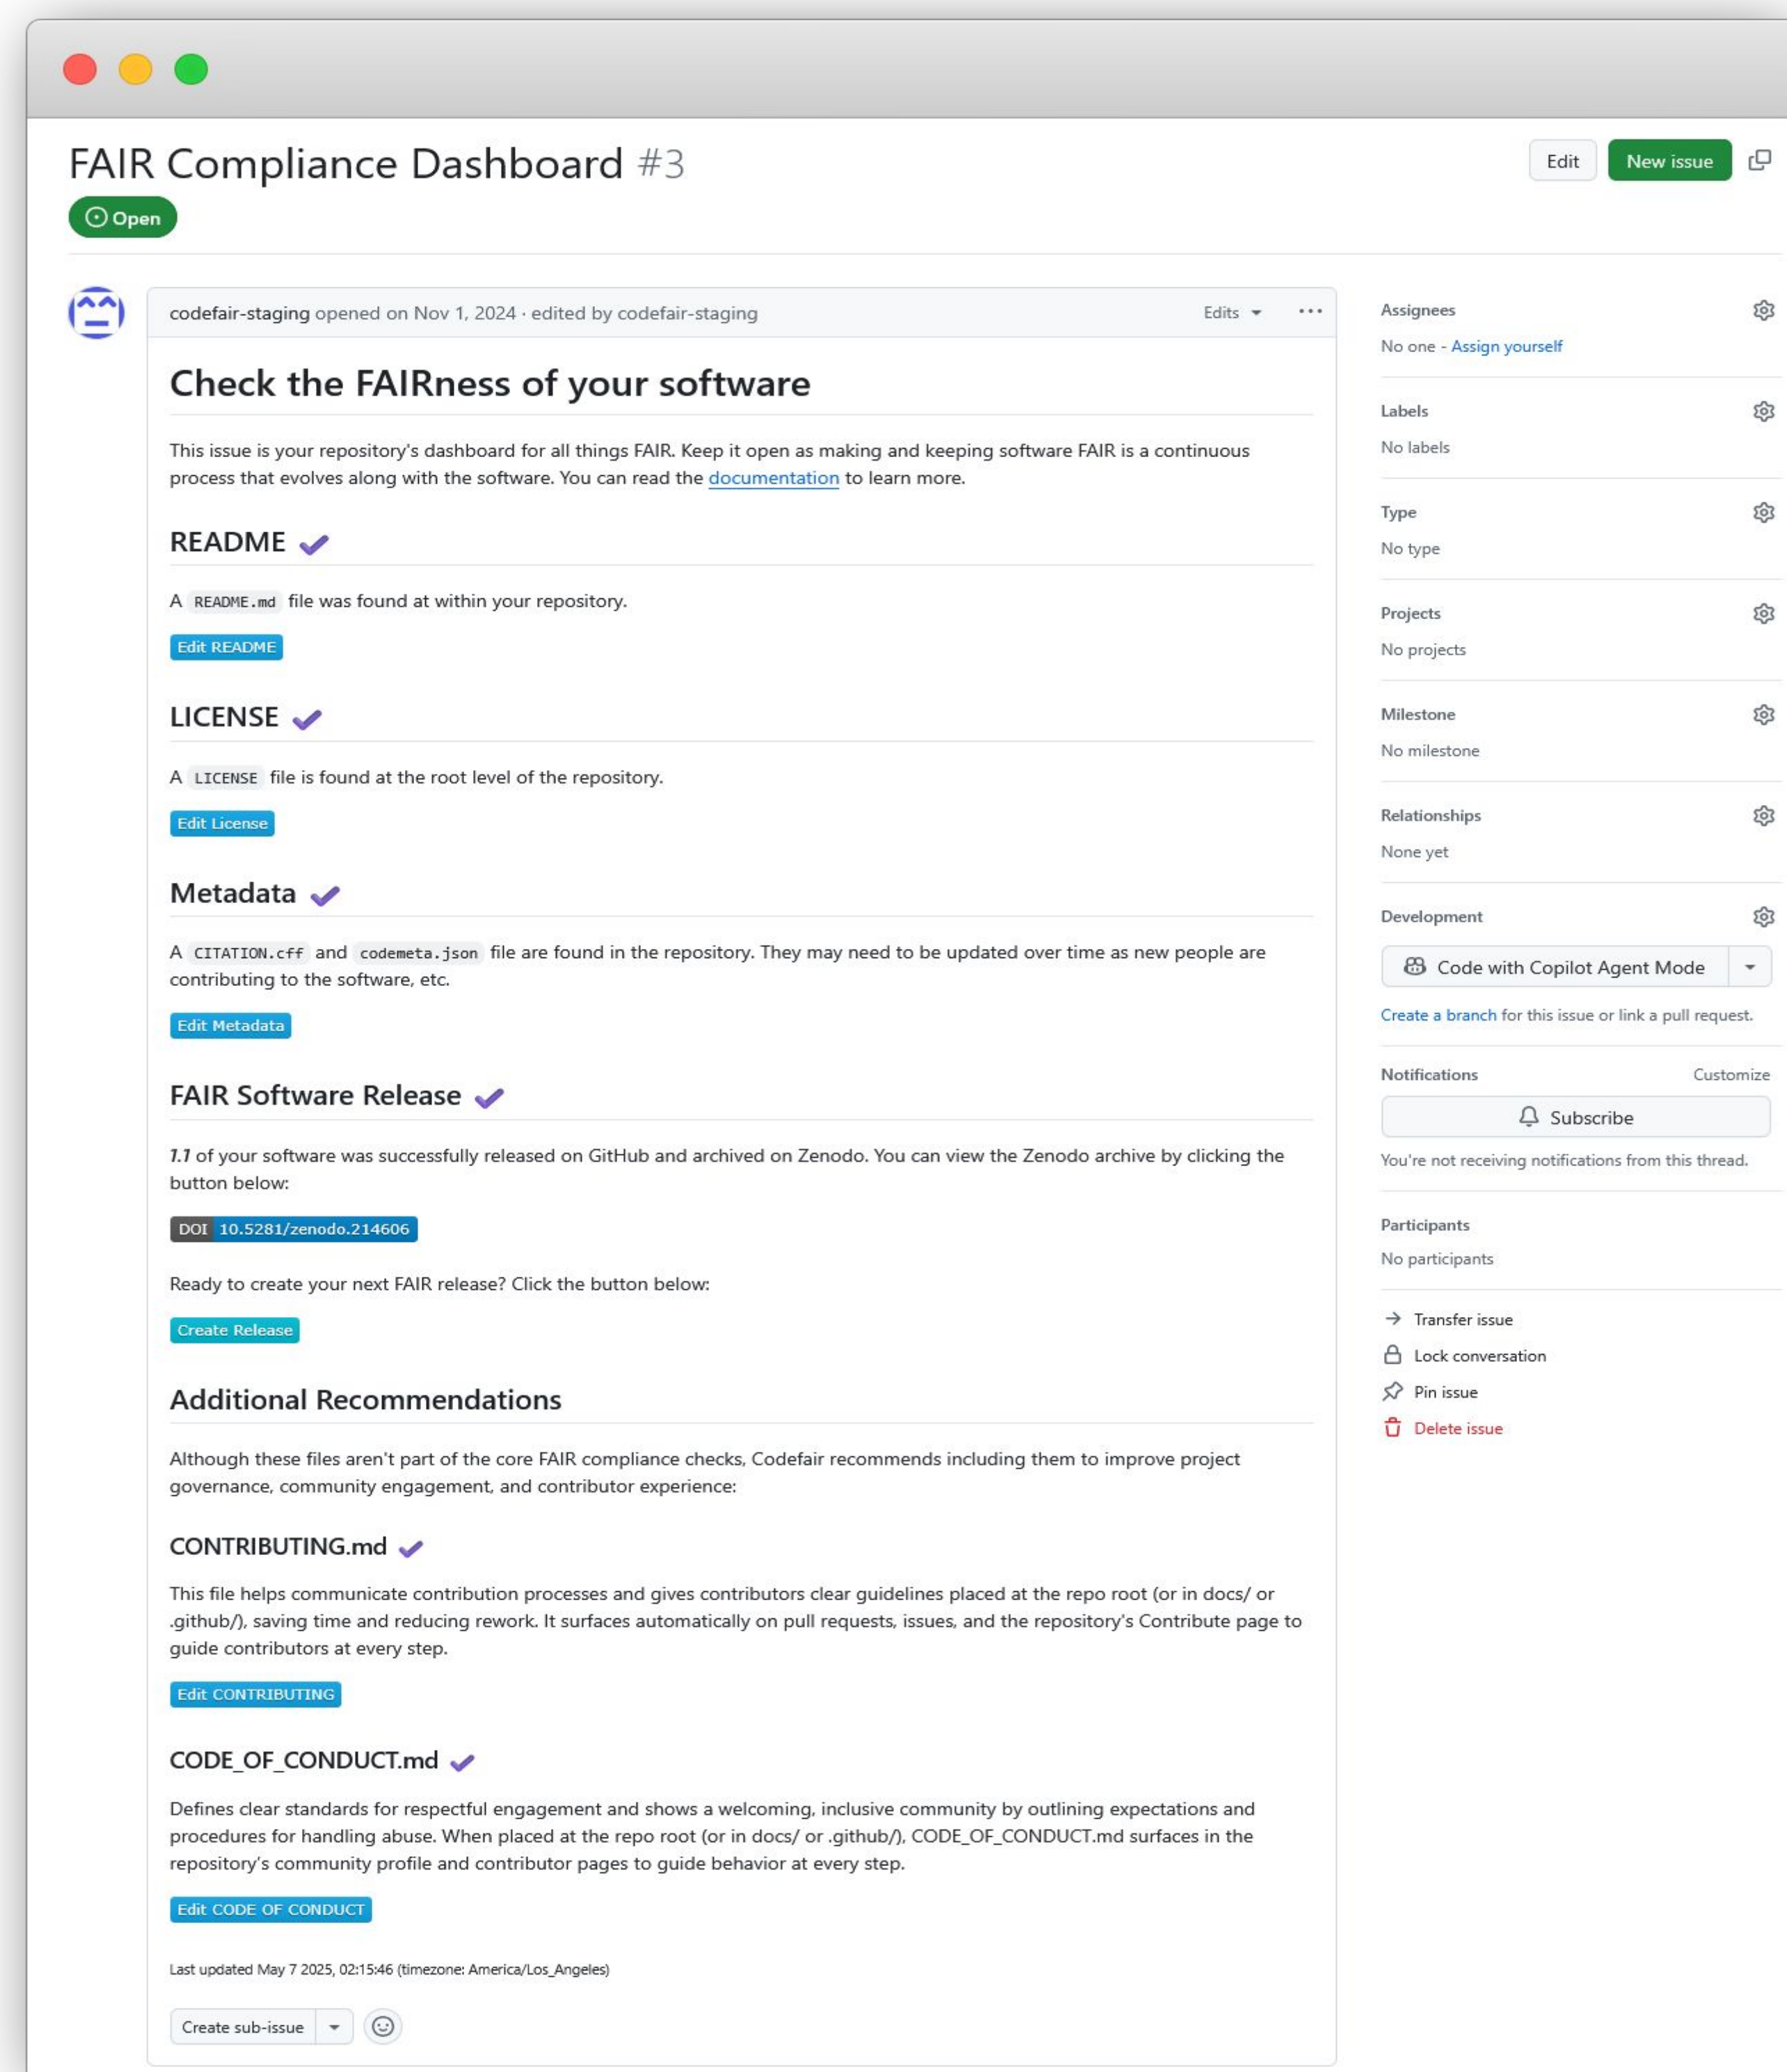 FAIR Compliance Dashboard #3
Edit
New issue
Open
codefair-staging opened on Nov 1, 2024 · edited by codefair-staging
Edits
Check the FAIRness of your software
This issue is your repository's dashboard for all things FAIR. Keep it open as making and keeping software FAIR is a continuous
process that evolves along with the software. You can read the documentation to learn more.
README
A README.md file was found at within your repository.
Edit README
LICENSE
A LICENSE file is found at the root level of the repository.
Edit License
Metadata
A CITATION.cff and codemeta.json file are found in the repository. They may need to be updated over time as new people are
contributing to the software, etc.
Edit Metadata
FAIR Software Release
1.1 of your software was successfully released on GitHub and archived on Zenodo. You can view the Zenodo archive by clicking the
button below:
DOI 10.5281/zenodo.214606
Ready to create your next FAIR release? Click the button below:
Create Release
Additional Recommendations
Although these files aren't part of the core FAIR compliance checks, Codefair recommends including them to improve project
governance, community engagement, and contributor experience:
CONTRIBUTING.md
This file helps communicate contribution processes and gives contributors clear guidelines placed at the repo root (or in docs/ or
.github/), saving time and reducing rework. It surfaces automatically on pull requests, issues, and the repository's Contribute page to
guide contributors at every step.
Edit CONTRIBUTING
CODE_OF_CONDUCT.md
Defines clear standards for respectful engagement and shows a welcoming, inclusive community by outlining expectations and
procedures for handling abuse. When placed at the repo root (or in docs/ or .github/), CODE_OF_CONDUCT.md surfaces in the
repository's community profile and contributor pages to guide behavior at every step.
Edit CODE OF CONDUCT
Last updated May 7 2025, 02:15:46 (timezone: America/Los_Angeles)
Create sub-issue
Assignees
No one - Assign yourself
Labels
No labels
Type
No type
Projects
No projects
Milestone
No milestone
Relationships
None yet
Development
Code with Copilot Agent Mode
Create a branch for this issue or link a pull request.
Notifications
Customize
Subscribe
You're not receiving notifications from this thread.
Participants
No participants
Transfer issue
Lock conversation
Pin issue
Delete issue